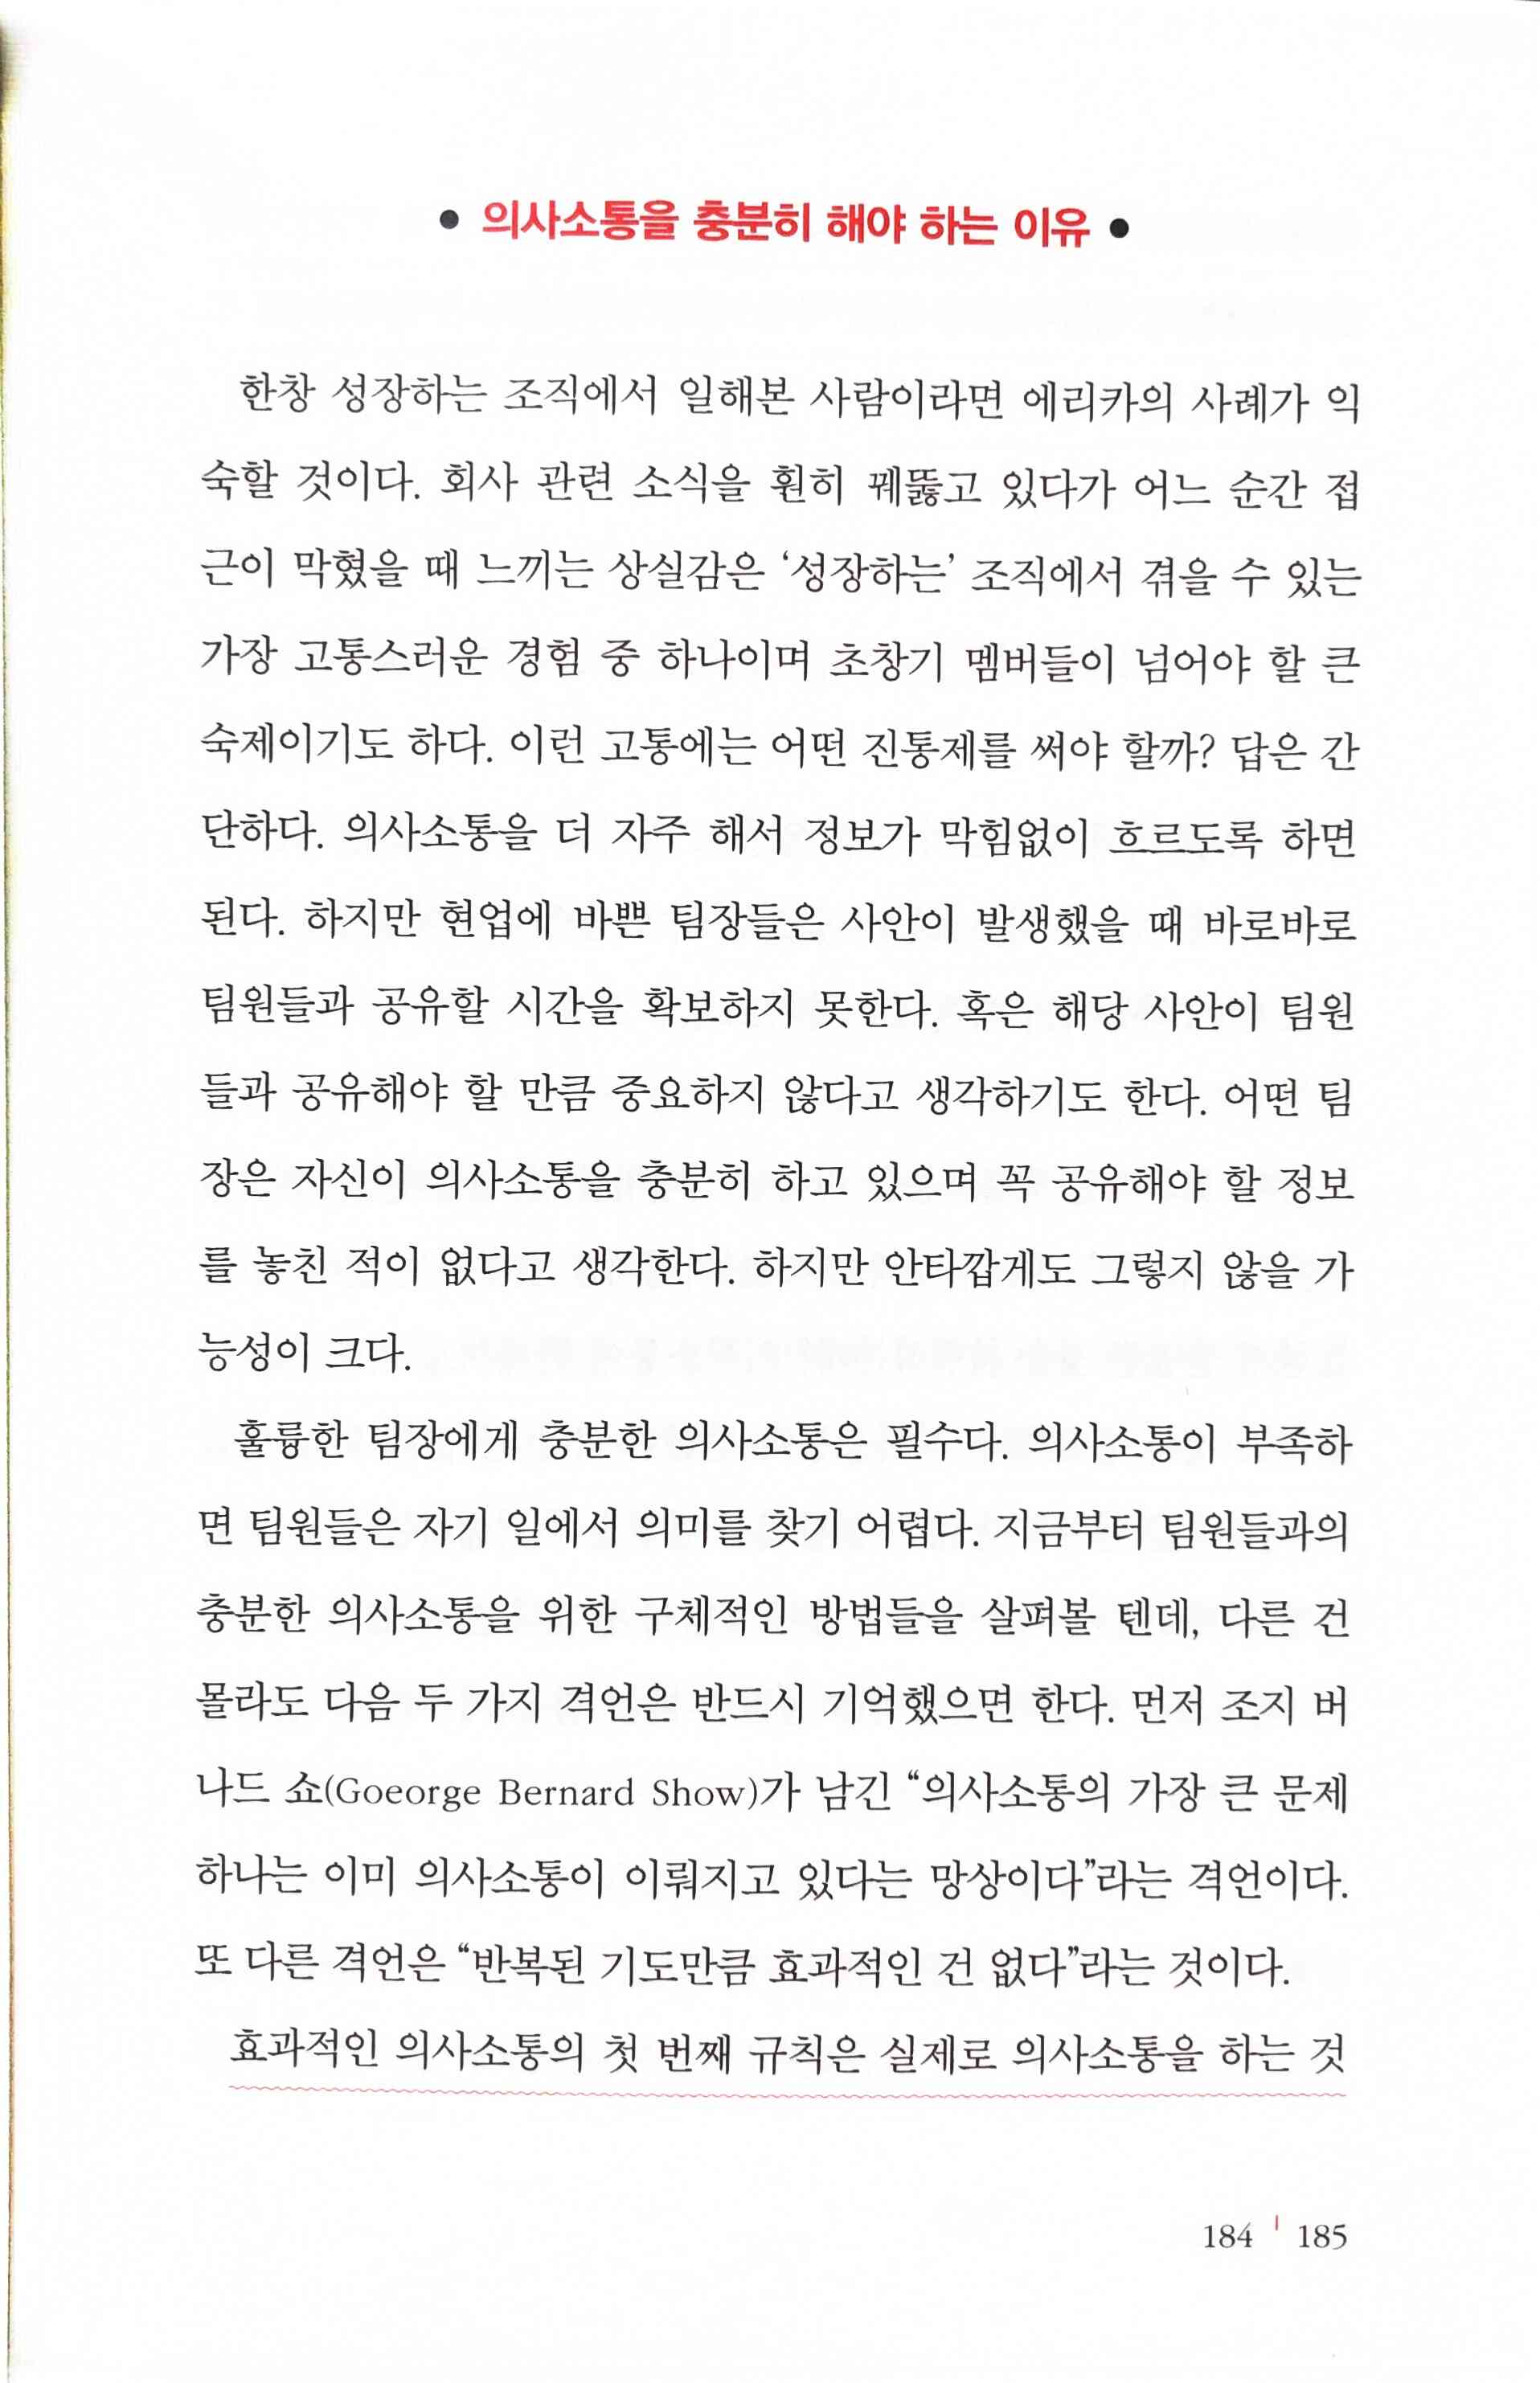 • 의사소통을 충분히 해야 하는 이유 •
한창 성장하는 조직에서 일해본 사람이라면 에리카의 사례가 익
숙할 것이다. 회사 관련 소식을 훤히 꿰뚫고 있다가 어느 순간 접
근이 막혔을 때 느끼는 상실감은 ‘성장하는’ 조직에서 겪을 수 있는
가장 고통스러운 경험 중 하나이며 초창기 멤버들이 넘어야 할 큰
숙제이기도 하다. 이런 고통에는 어떤 진통제를 써야 할까? 답은 간
단하다. 의사소통을 더 자주 해서 정보가 막힘없이 흐르도록 하면
된다. 하지만 현업에 바쁜 팀장들은 사안이 발생했을 때 바로바로
팀원들과 공유할 시간을 확보하지 못한다. 혹은 해당 사안이 팀원
들과 공유해야 할 만큼 중요하지 않다고 생각하기도 한다. 어떤 팀
장은 자신이 의사소통을 충분히 하고 있으며 꼭 공유해야 할 정보
를 놓친 적이 없다고 생각한다. 하지만 안타깝게도 그렇지 않을 가
능성이 크다.
훌륭한 팀장에게 충분한 의사소통은 필수다. 의사소통이 부족하
면 팀원들은 자기 일에서 의미를 찾기 어렵다. 지금부터 팀원들과의
충분한 의사소통을 위한 구체적인 방법들을 살펴볼 텐데, 다른 건
몰라도 다음 두 가지 격언은 반드시 기억했으면 한다. 먼저 조지 버
나드 쇼(Goeorge Bernard Show)가 남긴 “의사소통의 가장 큰 문제
하나는 이미 의사소통이 이뤄지고 있다는 망상이다”라는 격언이다.
또 다른 격언은 “반복된 기도만큼 효과적인 건 없다”라는 것이다.
효과적인 의사소통의 첫 번째 규칙은 실제로 의사소통을 하는 것
184 | 185